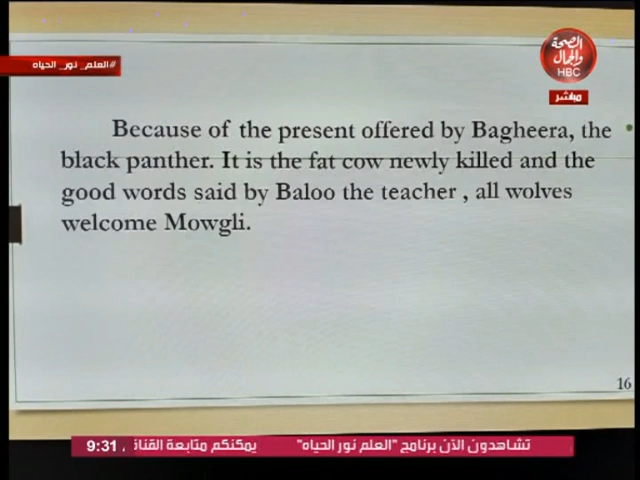 الصحة
والجمال
HBC
مباشر
#العلم_نور_الحياه
Because of the present offered by Bagheera, the
black panther. It is the fat cow newly killed and the
good words said by Baloo the teacher , all wolves
welcome Mowgli.
16
9:31
يمكنكم متابعة
تشاهدون الآن برنامج "العلم نور الحياه"